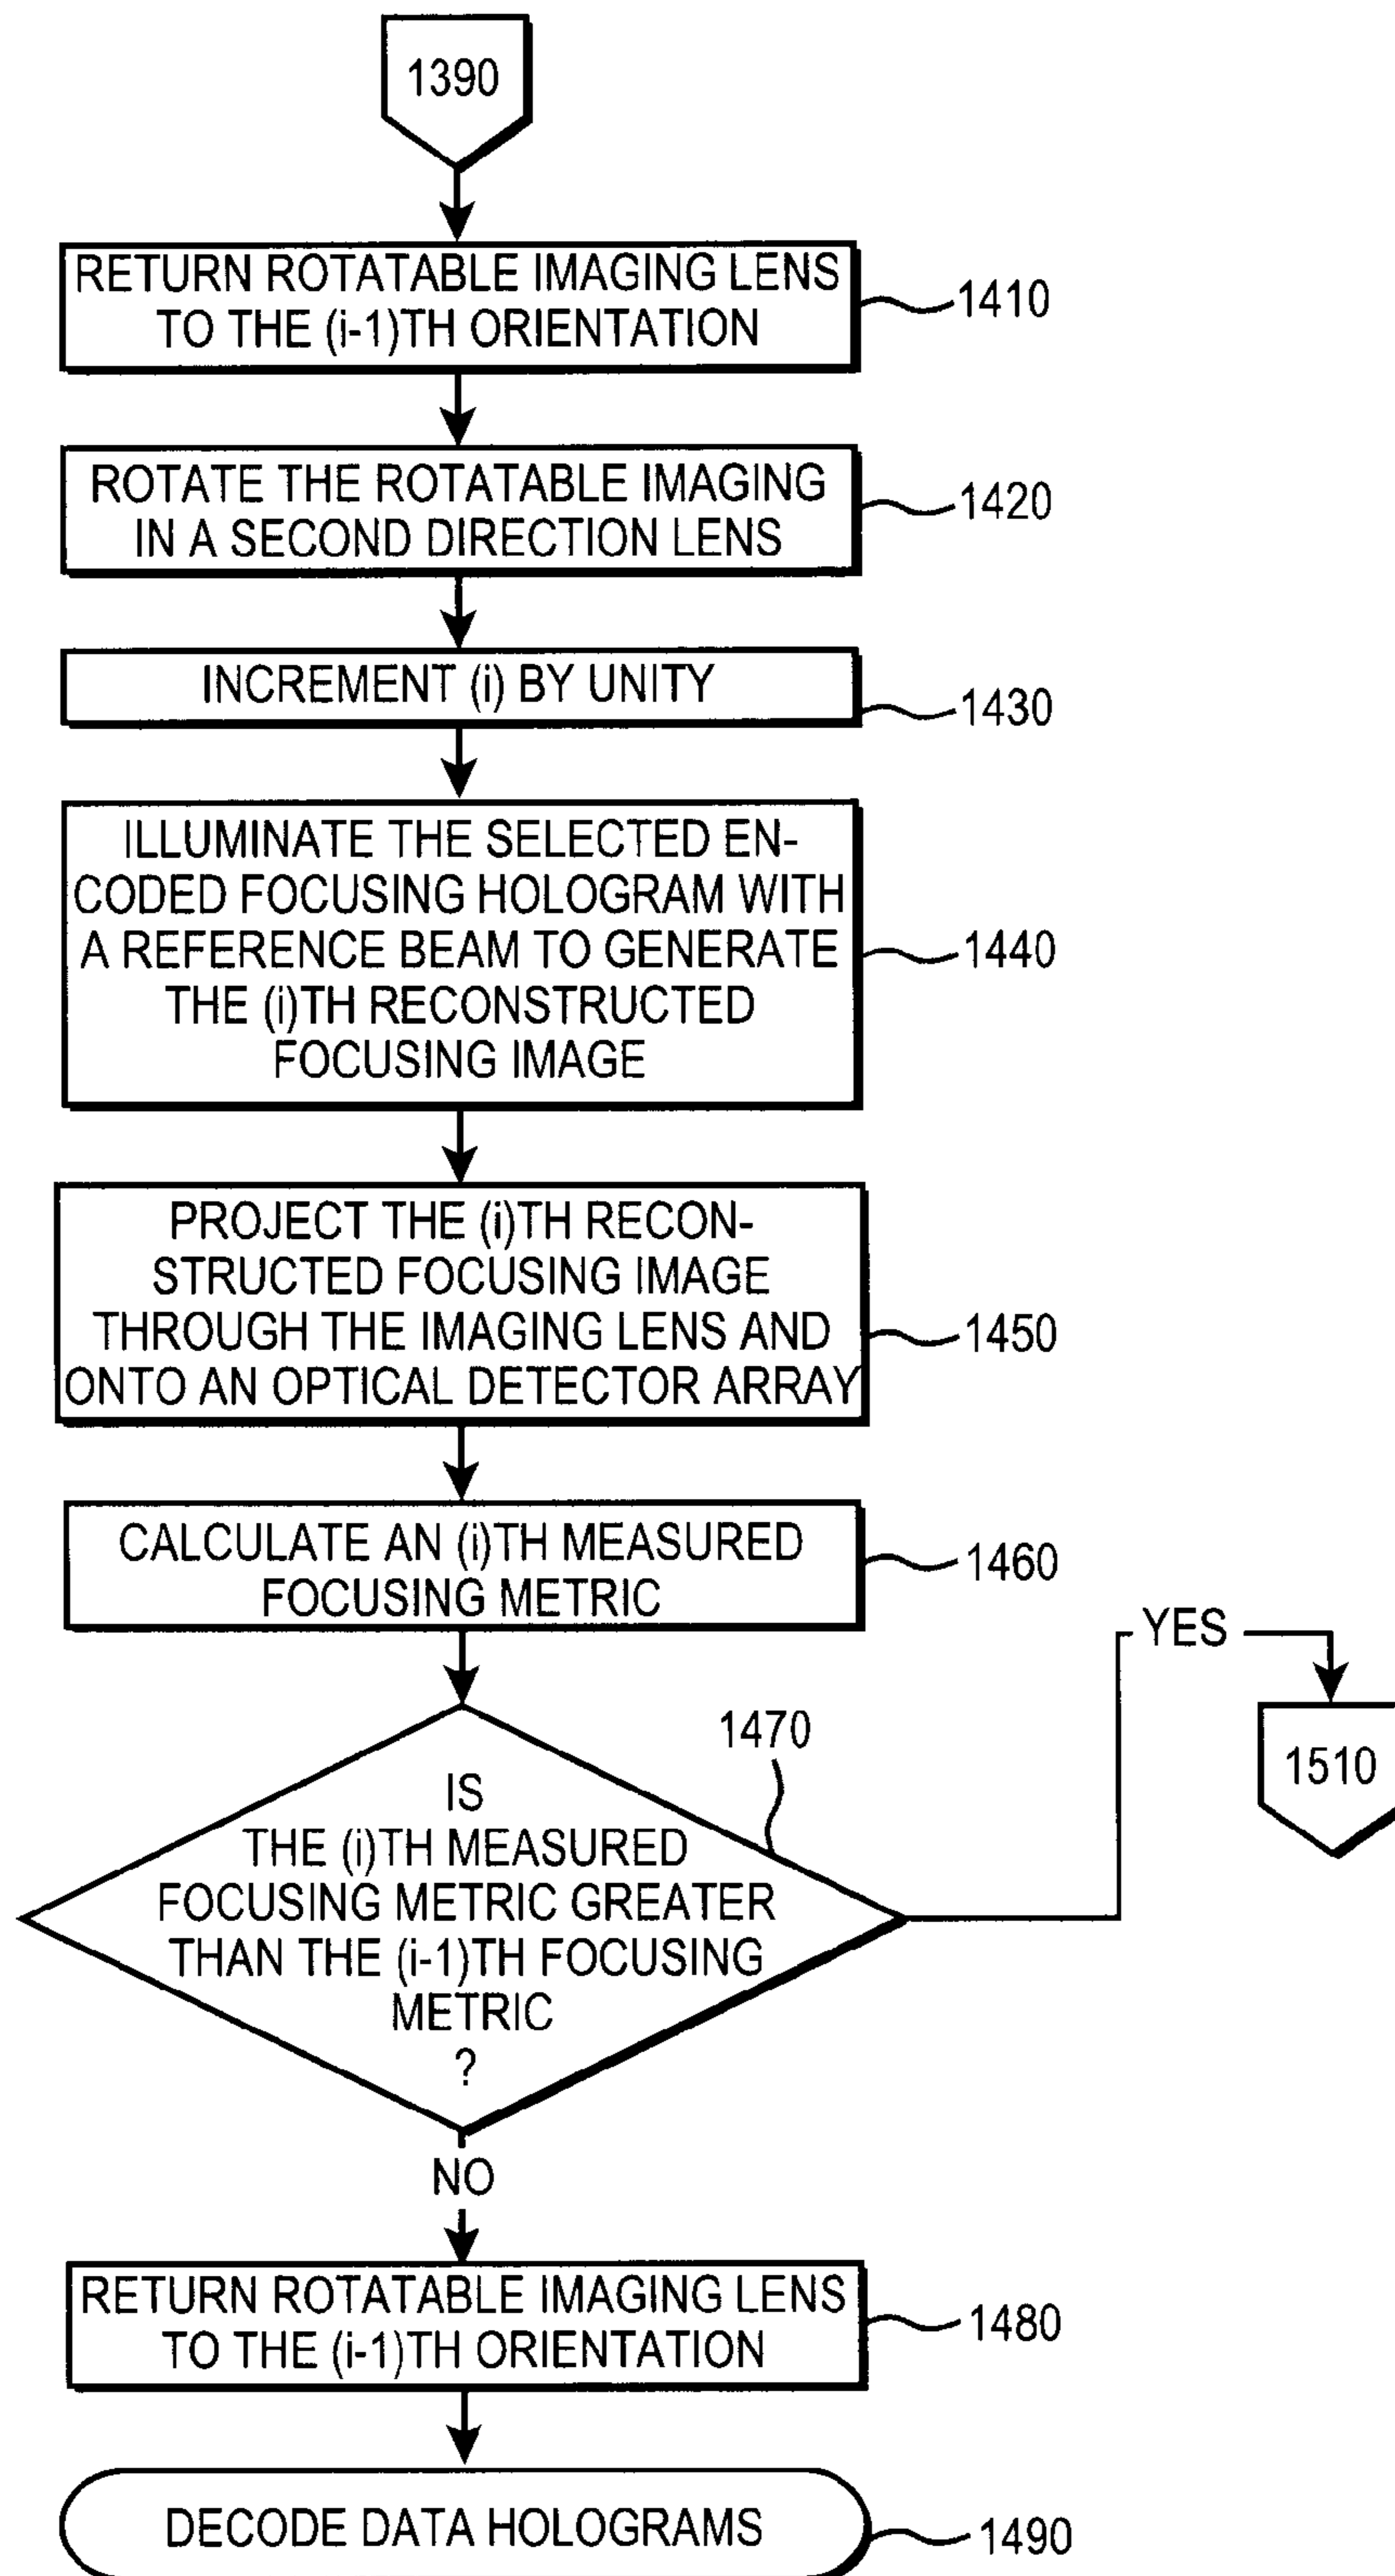 1390
RETURN ROTATABLE IMAGING LENS
TO THE (i-1)TH ORIENTATION
1410
ROTATE THE ROTATABLE IMAGING
IN A SECOND DIRECTION LENS
1420
INCREMENT (i) BY UNITY
1430
ILLUMINATE THE SELECTED EN-
CODED FOCUSING HOLOGRAM WITH
A REFERENCE BEAM TO GENERATE
THE (i)TH RECONSTRUCTED
FOCUSING IMAGE
1440
PROJECT THE (i)TH RECON-
STRUCTED FOCUSING IMAGE
THROUGH THE IMAGING LENS AND
ONTO AN OPTICAL DETECTOR ARRAY
1450
CALCULATE AN (i)TH MEASURED
FOCUSING METRIC
1460
YES
1510
1470
IS
THE (i)TH MEASURED
FOCUSING METRIC GREATER
THAN THE (i-1)TH FOCUSING
METRIC
?
NO
RETURN ROTATABLE IMAGING LENS
TO THE (i-1)TH ORIENTATION
1480
DECODE DATA HOLOGRAMS
1490